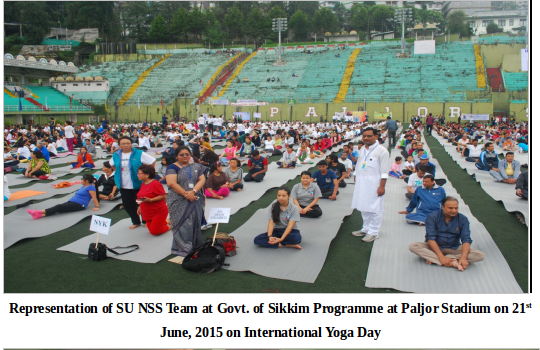 PALJOR
NYK
Representation of SU NSS Team at Govt. of Sikkim Programme at Paljor Stadium on 21st
June, 2015 on International Yoga Day